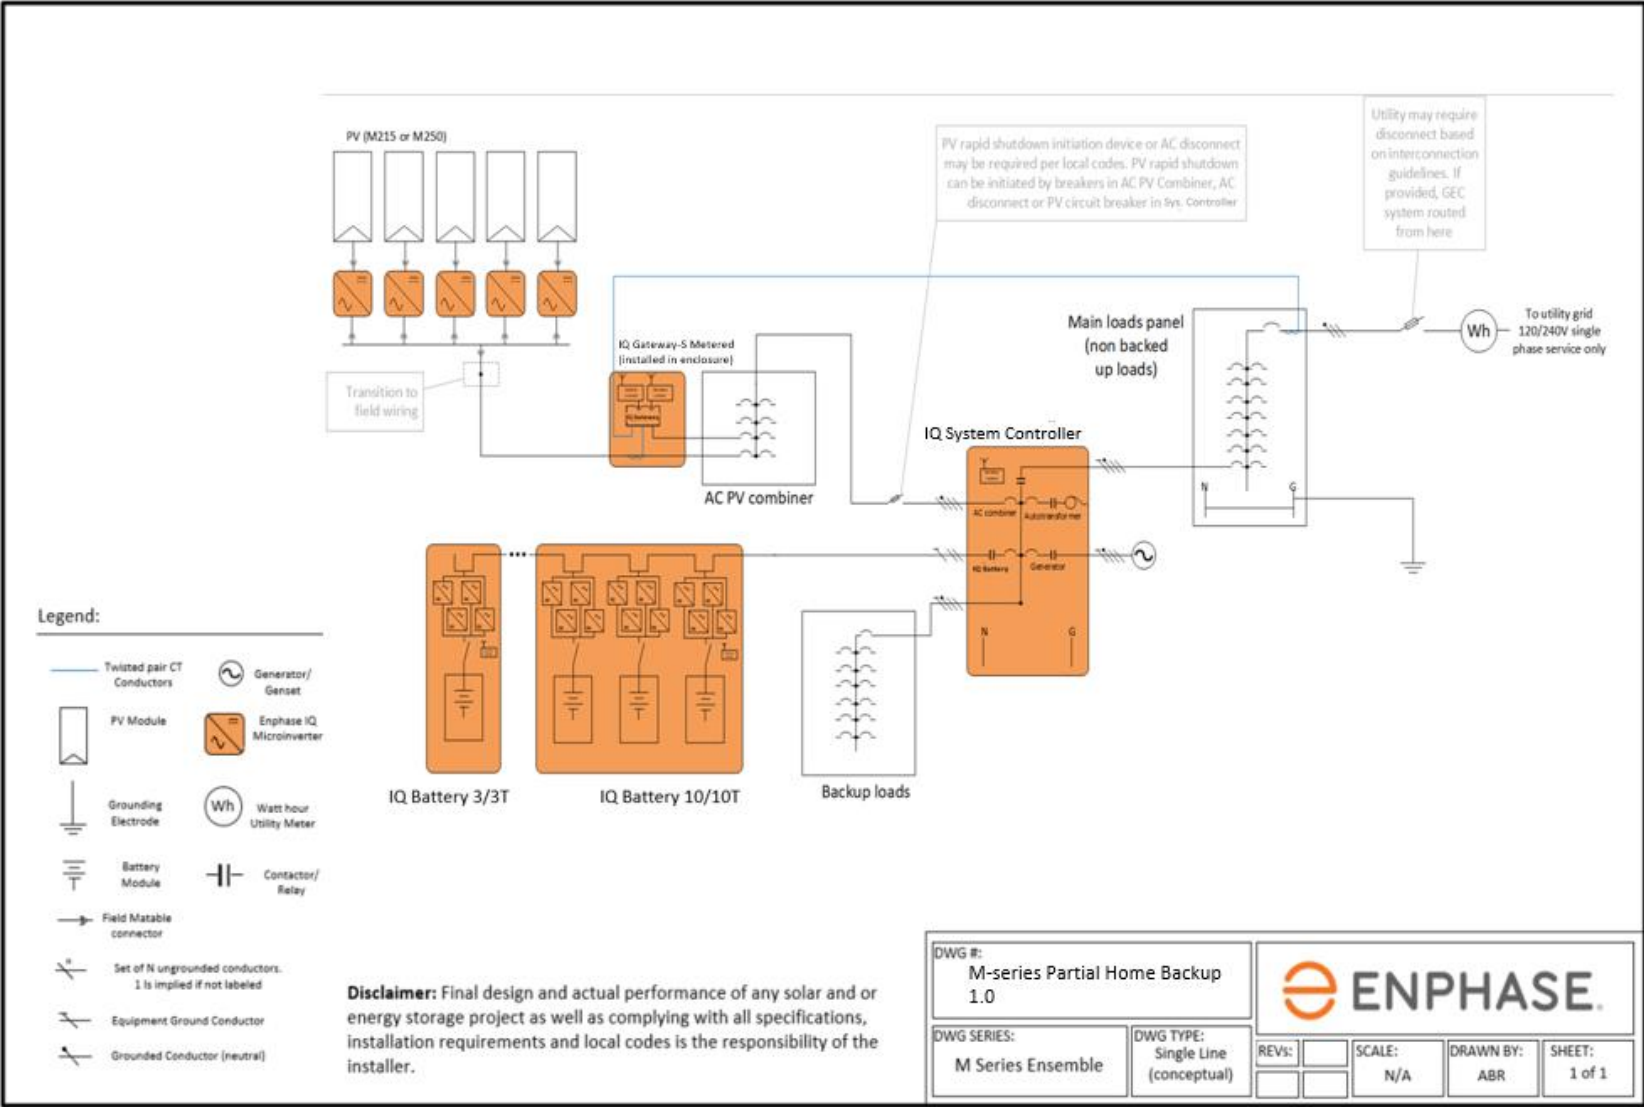 PV (M215 or M250)
PV rapid shutdown initiation device or AC disconnect
may be required per local codes. PV rapid shutdown
can be initiated by breakers in AC PV Combiner, AC
disconnect or PV circuit breaker in Sys. Controller
Utility may require
disconnect based
on interconnection
guidelines. If
provided, GEC
system routed
from here
Transition to
field wiring
IQ Gateway-S Metered
(installed in enclosure)
IQ Gateway
AC PV combiner
Main loads panel
(non backed
up loads)
N
G
Wh
To utility grid
120/240V single
phase service only
IQ System Controller
AC combiner
Autotransformer
IQ Battery
Generator
N
G
IQ Battery 3/3T
IQ Battery 10/10T
Backup loads
Legend:
Twisted pair CT
Conductors
Generator/
Genset
PV Module
Enphase IQ
Microinverter
Grounding
Electrode
Wh
Watt hour
Utility Meter
Battery
Module
Contactor/
Relay
Field Matable
connector
Set of N ungrounded conductors.
1 Is implied if not labeled
Equipment Ground Conductor
Grounded Conductor (neutral)
Disclaimer: Final design and actual performance of any solar and or
energy storage project as well as complying with all specifications,
installation requirements and local codes is the responsibility of the
installer.
DWG #:
M-series Partial Home Backup
1.0
ENPHASE.
DWG SERIES:
M Series Ensemble
DWG TYPE:
Single Line
(conceptual)
REVs:
SCALE:
N/A
DRAWN BY:
ABR
SHEET:
1 of 1